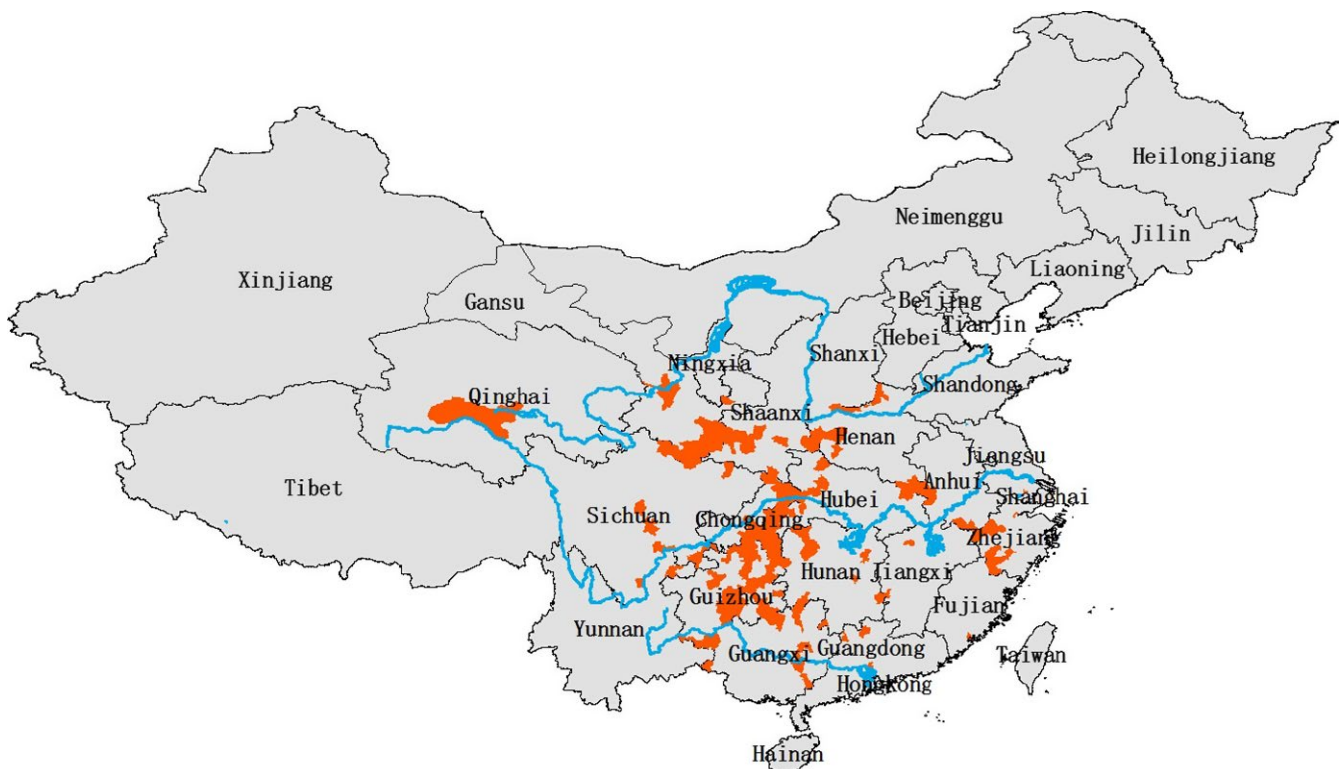 Heilongjiang
Neimenggu
Jilin
Xinjiang
Liaoning
Gansu
Beijing
Tianjin
Hebei
Shanxi
Ningxia
Shandong
Qinghai
Shaanxi
Henan
Jiangsu
Tibet
Anhui
Shanghai
Hubei
Sichuan
Chongqing
Zhejiang
Hunan
Jiangxi
Guizhou
Fujian
Yunnan
Guangdong
Guangxi
Taiwan
Hongkong
Hainan